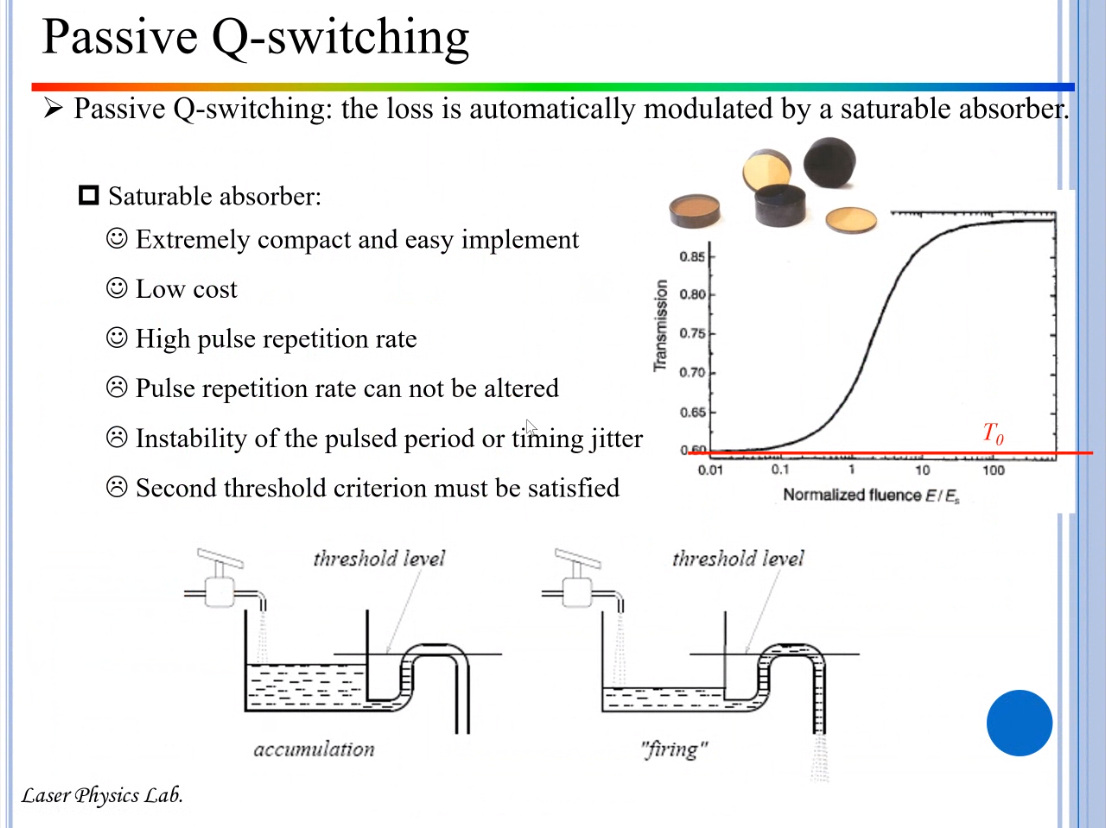 Passive Q-switching
➤ Passive Q-switching: the loss is automatically modulated by a saturable absorber.
Saturable absorber:
☺ Extremely compact and easy implement
☺ Low cost
☺ High pulse repetition rate
☹ Pulse repetition rate can not be altered
☹ Instability of the pulsed period or timing jitter
☹ Second threshold criterion must be satisfied
Transmission
0.85
0.80
0.75
0.70
0.65
0.60
T0
0.01 0.1 1 10 100
Normalized fluence E/Es
threshold level
threshold level
accumulation
"firing"
Laser Physics Lab.